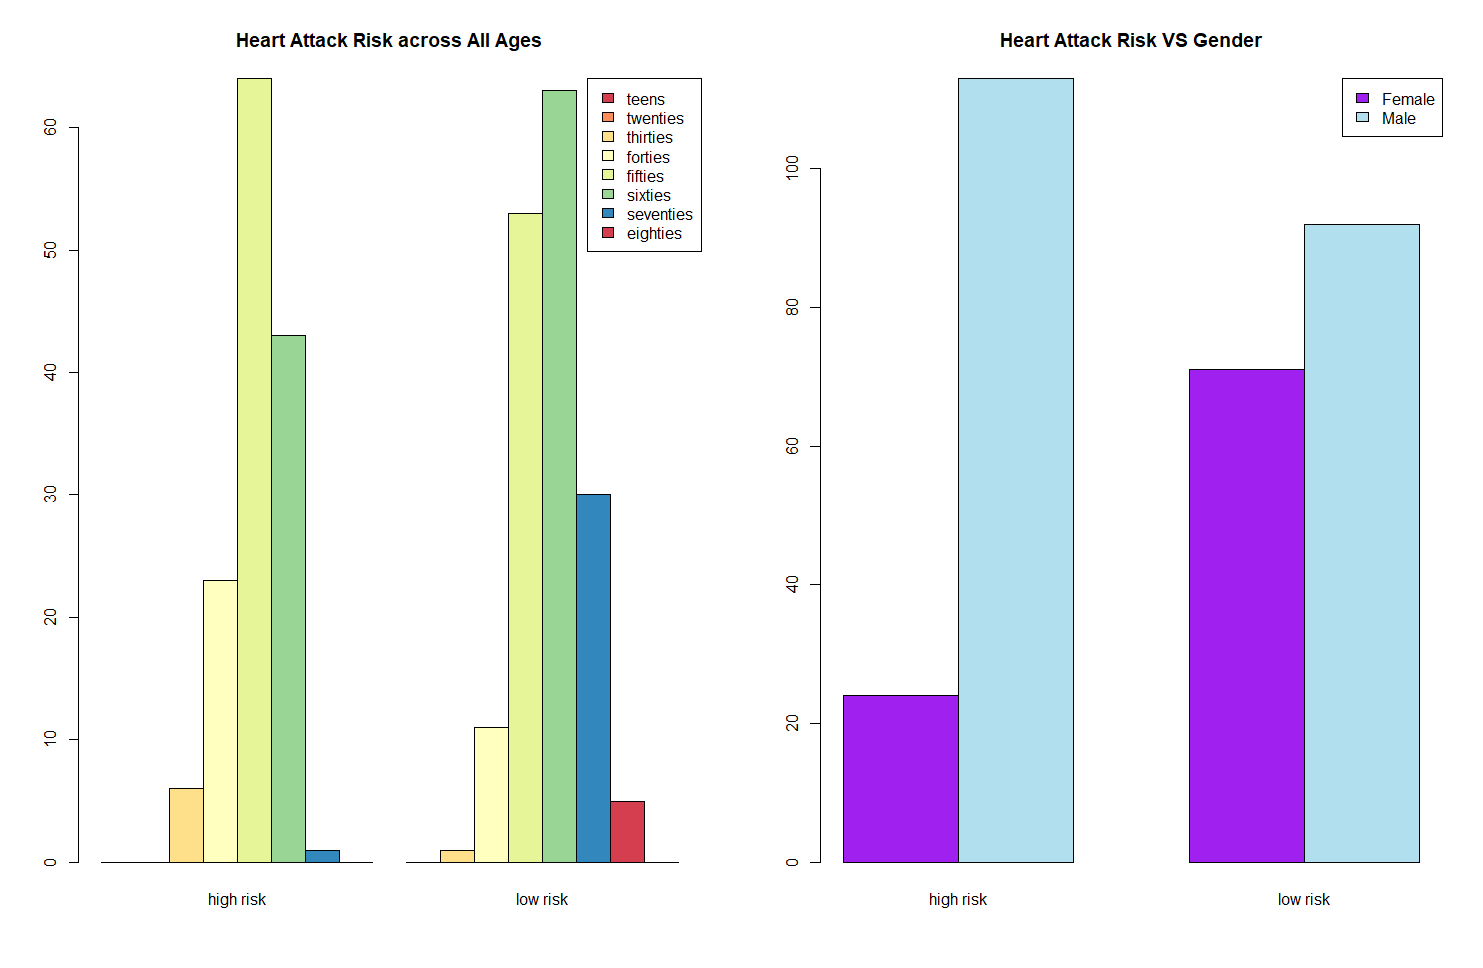 Heart Attack Risk across All Ages
60
50
40
30
20
10
0
teens
twenties
thirties
forties
fifties
sixties
seventies
eighties
high risk
low risk
Heart Attack Risk VS Gender
100
80
60
40
20
0
Female
Male
high risk
low risk